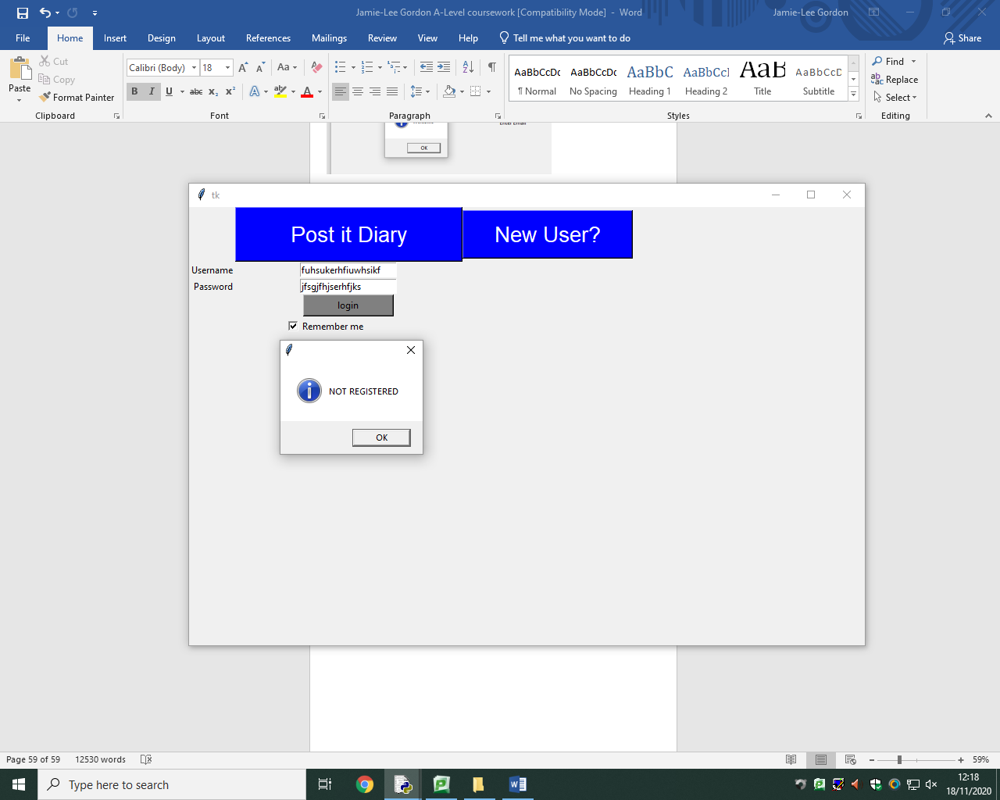 Jamie-Lee Gordon A-Level coursework [Compatibility Mode] - Word
Jamie-Lee Gordon
File Home Insert Design Layout References Mailings Review View Help Tell me what you want to do Share
Paste
Cut
Copy
Format Painter
Clipboard
Calibri (Body) 18
Font
Paragraph
AaBbCcDc AaBbCcDc AaBbC AaBbCcI AaB AaBbCcD
¶ Normal No Spacing Heading 1 Heading 2 Title Subtitle
Styles
Find
Replace
Select
Editing
Enter Email
OK
tk
Post it Diary New User?
Username fuhsukerhfiuwhsikf
Password jfsgjfhjserhfjks
login
Remember me
NOT REGISTERED
OK
Page 59 of 59 12530 words 59%
Type here to search
12:18
18/11/2020